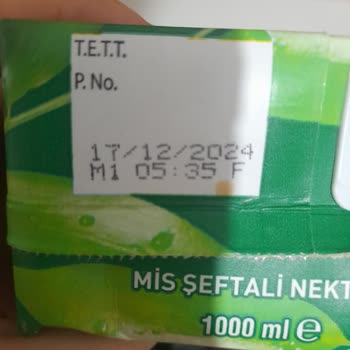 T.E.T.T.
P. No.
17/12/2024
M1 05:35 F
MİS ŞEFTALİ NEKT
1000 ml e